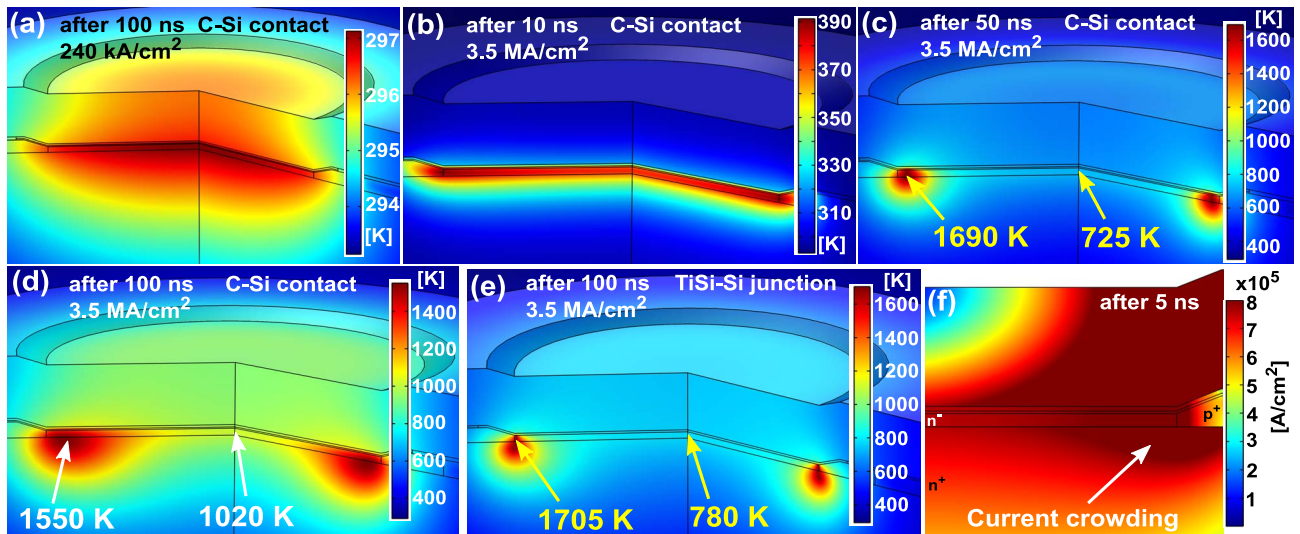 (a) after 100 ns C-Si contact
240 kA/cm²
297
296
295
294
[K]
(b) after 10 ns C-Si contact
3.5 MA/cm²
390
370
350
330
310
[K]
(c) after 50 ns C-Si contact
3.5 MA/cm²
[K]
1600
1400
1200
1000
800
600
400
1690 K
725 K
(d) after 100 ns C-Si contact
3.5 MA/cm²
[K]
1400
1200
1000
800
600
400
1550 K
1020 K
(e) after 100 ns TiSi-Si junction
3.5 MA/cm²
[K]
1600
1400
1200
1000
800
600
400
1705 K
780 K
(f) after 5 ns
x10⁵
8
7
6
5
4
3
2
1
[A/cm²]
n⁻
p⁺
n⁺
Current crowding